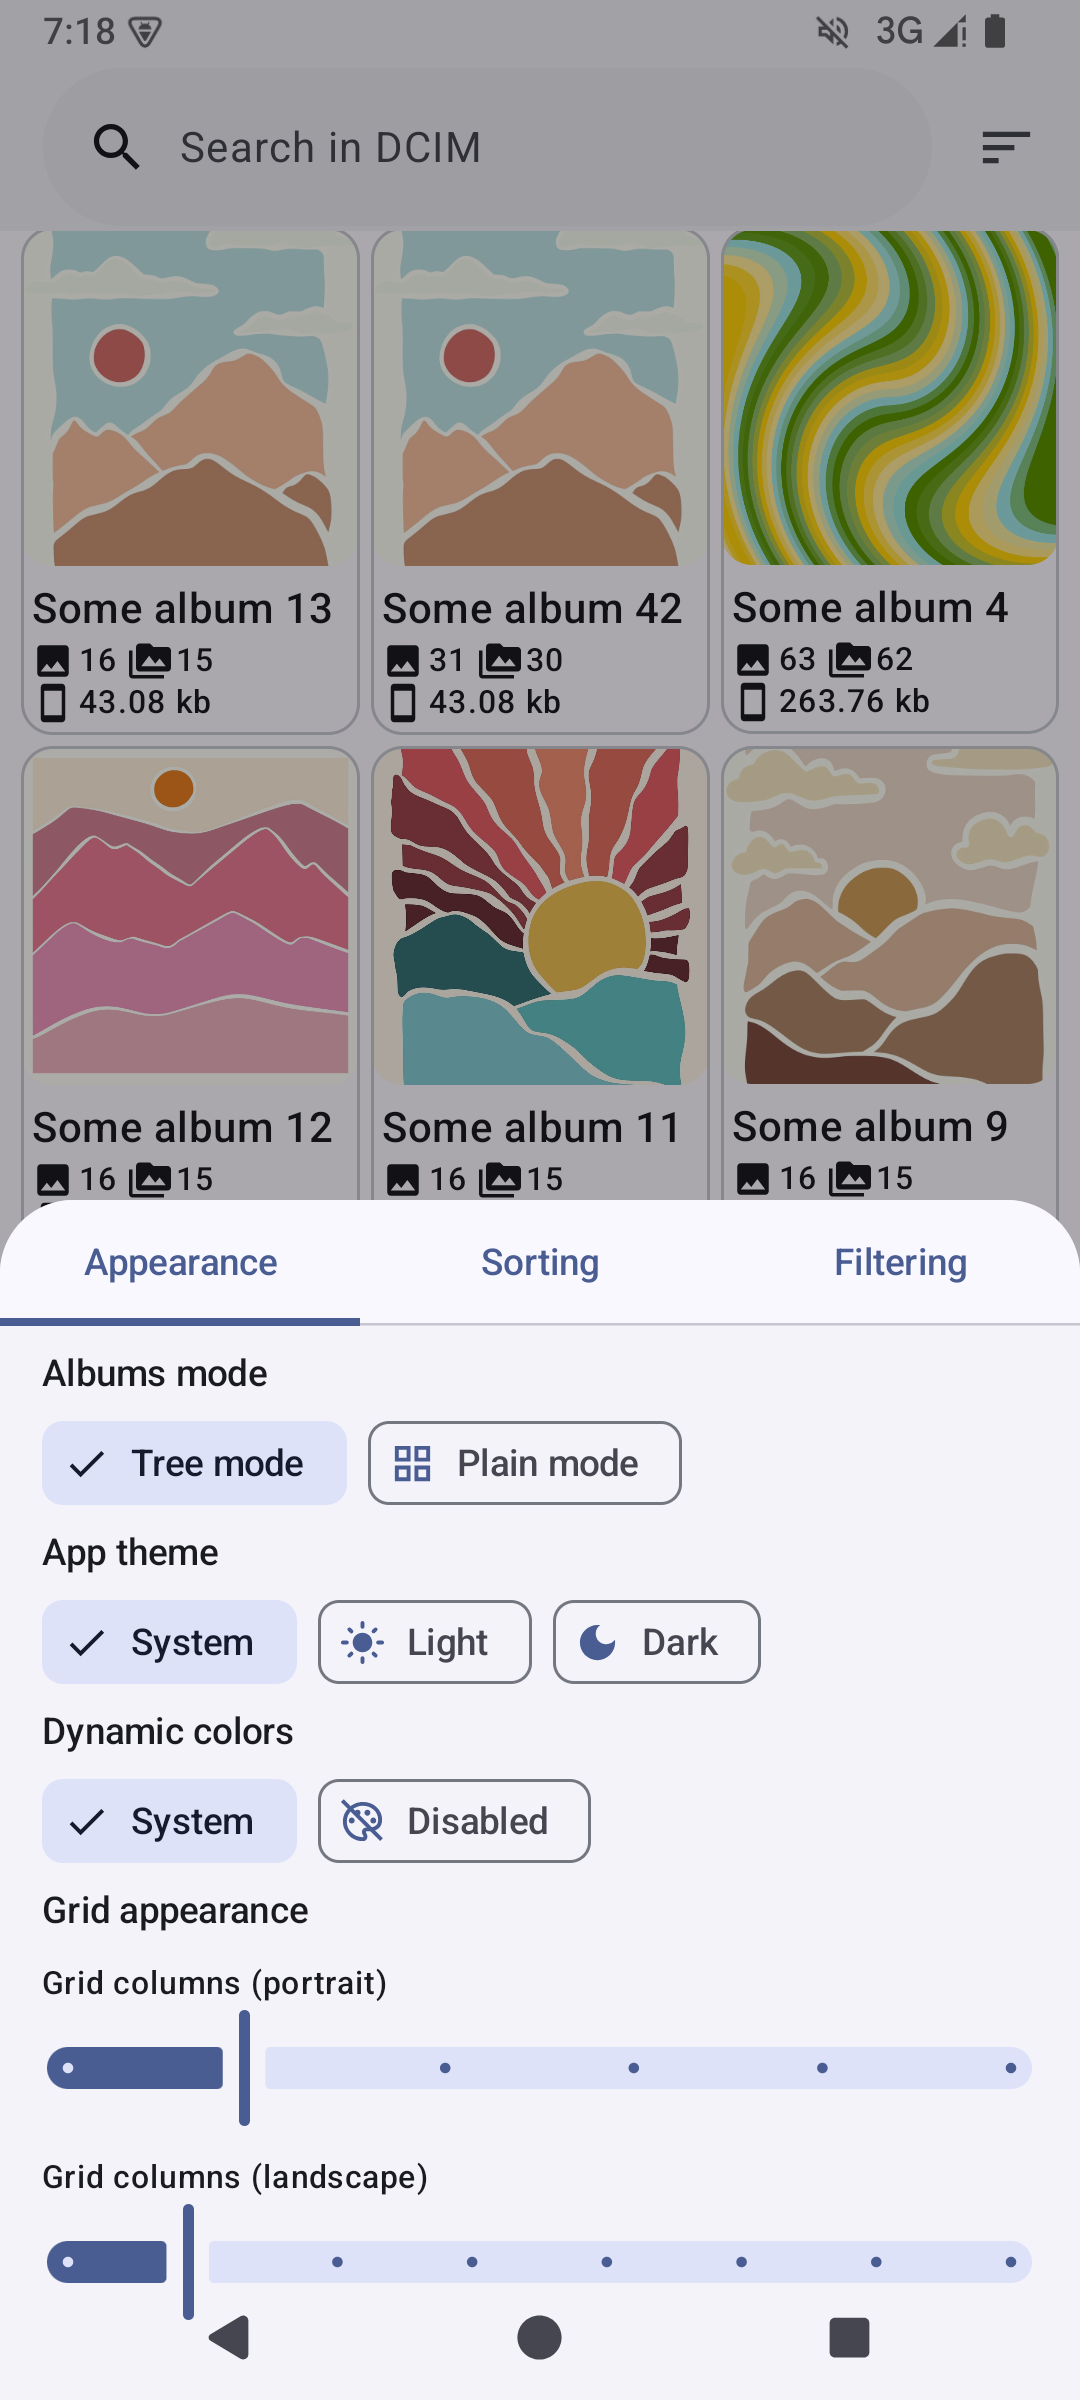 7:18
3G
Search in DCIM
Some album 13
16 15
43.08 kb
Some album 42
31 30
43.08 kb
Some album 4
63 62
263.76 kb
Some album 12
16 15
Some album 11
16 15
Some album 9
16 15
Appearance
Sorting
Filtering
Albums mode
Tree mode
Plain mode
App theme
System
Light
Dark
Dynamic colors
System
Disabled
Grid appearance
Grid columns (portrait)
Grid columns (landscape)